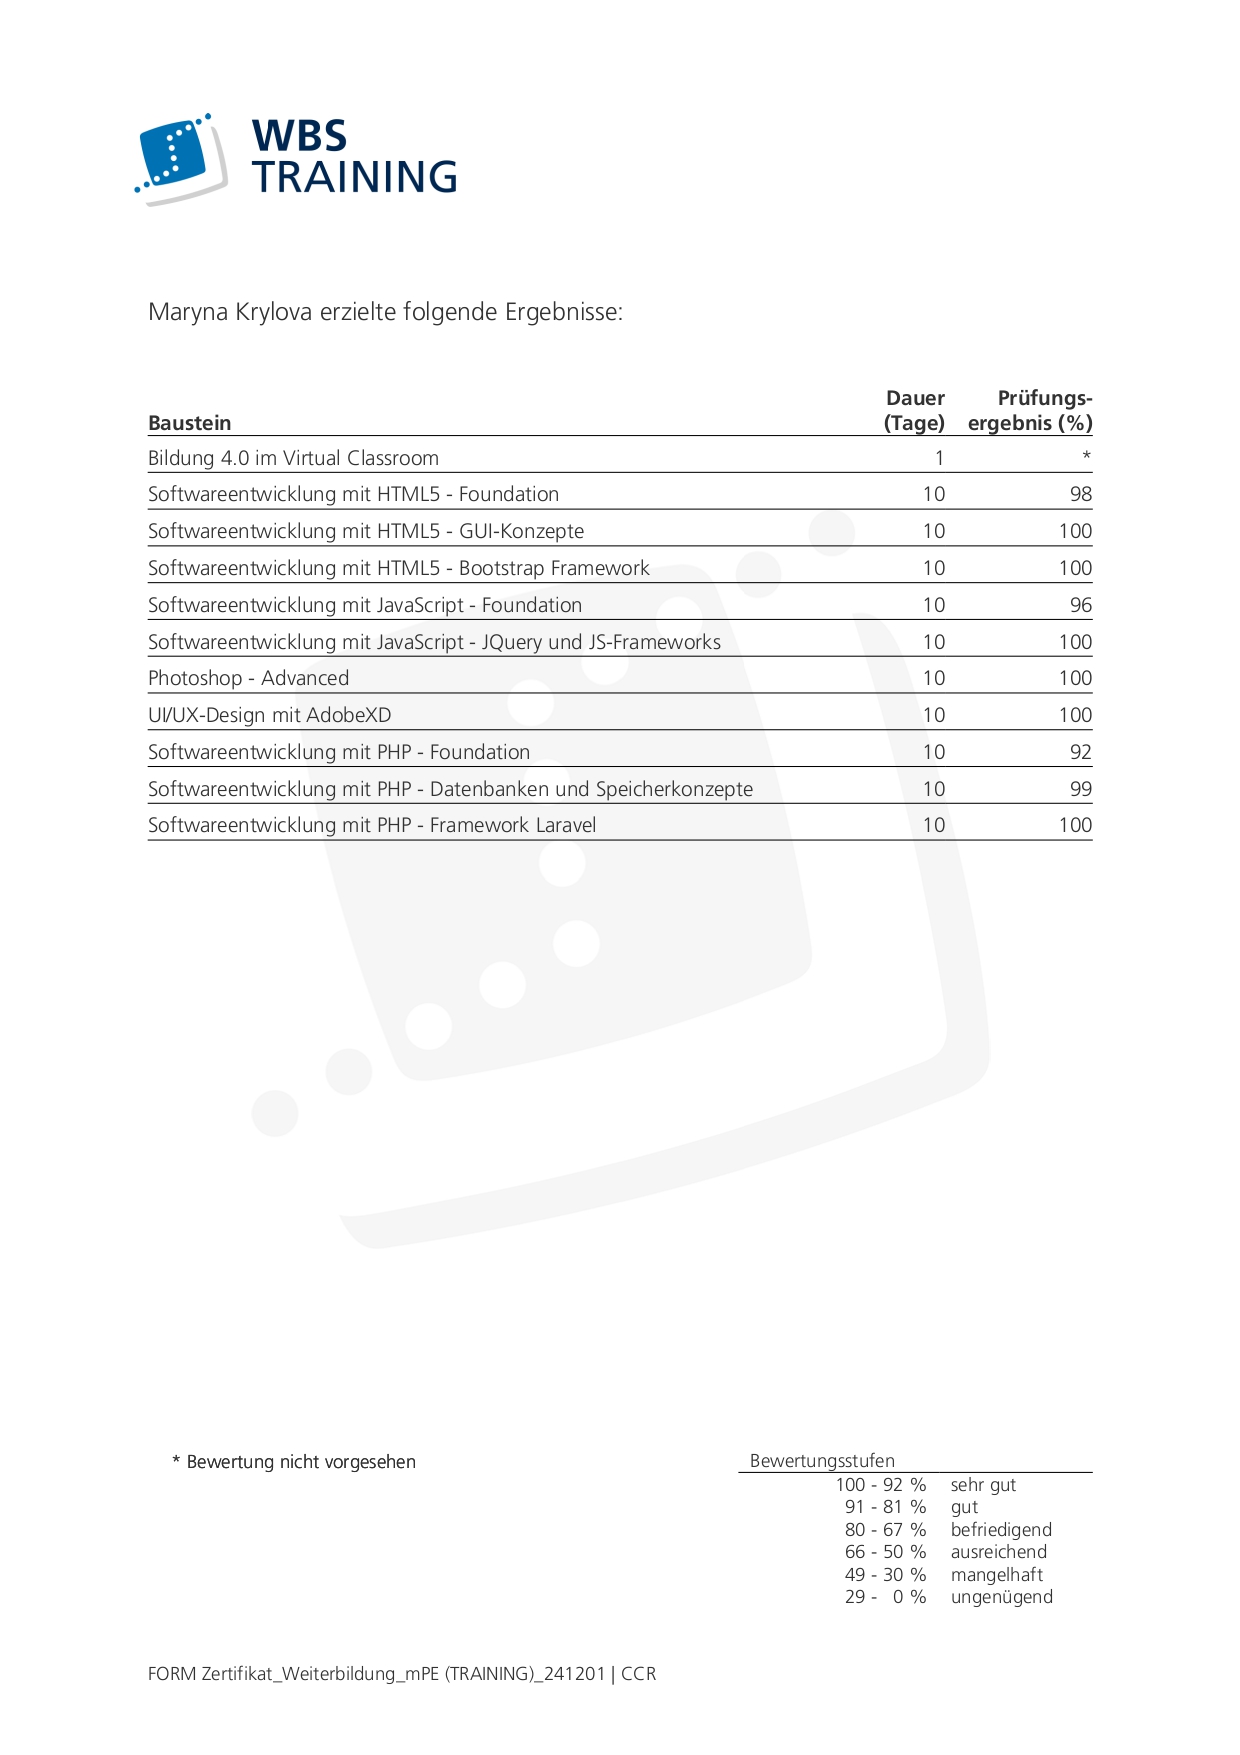 WBS
TRAINING
Maryna Krylova erzielte folgende Ergebnisse:
Baustein Dauer (Tage) Prüfungs-ergebnis (%)
Bildung 4.0 im Virtual Classroom 1 *
Softwareentwicklung mit HTML5 - Foundation 10 98
Softwareentwicklung mit HTML5 - GUI-Konzepte 10 100
Softwareentwicklung mit HTML5 - Bootstrap Framework 10 100
Softwareentwicklung mit JavaScript - Foundation 10 96
Softwareentwicklung mit JavaScript - JQuery und JS-Frameworks 10 100
Photoshop - Advanced 10 100
UI/UX-Design mit AdobeXD 10 100
Softwareentwicklung mit PHP - Foundation 10 92
Softwareentwicklung mit PHP - Datenbanken und Speicherkonzepte 10 99
Softwareentwicklung mit PHP - Framework Laravel 10 100
* Bewertung nicht vorgesehen
Bewertungsstufen
100 - 92 % sehr gut
91 - 81 % gut
80 - 67 % befriedigend
66 - 50 % ausreichend
49 - 30 % mangelhaft
29 - 0 % ungenügend
FORM Zertifikat_Weiterbildung_mPE (TRAINING)_241201 | CCR